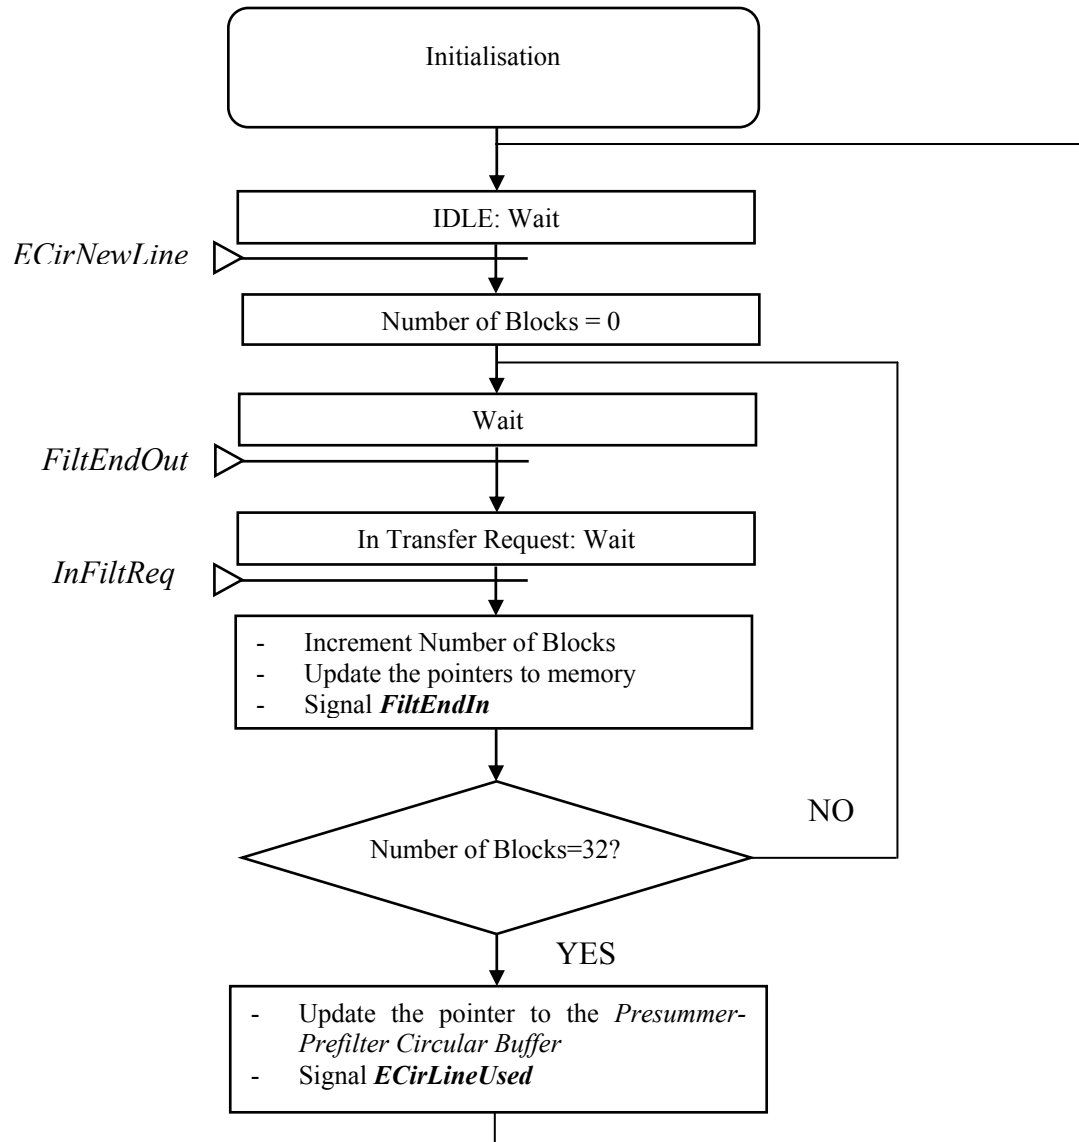 Initialisation
IDLE: Wait
ECirNewLine
Number of Blocks = 0
Wait
FiltEndOut
In Transfer Request: Wait
InFiltReq
- Increment Number of Blocks
- Update the pointers to memory
- Signal FiltEndIn
NO
Number of Blocks=32?
YES
- Update the pointer to the Presummer-
Prefilter Circular Buffer
- Signal ECirLineUsed